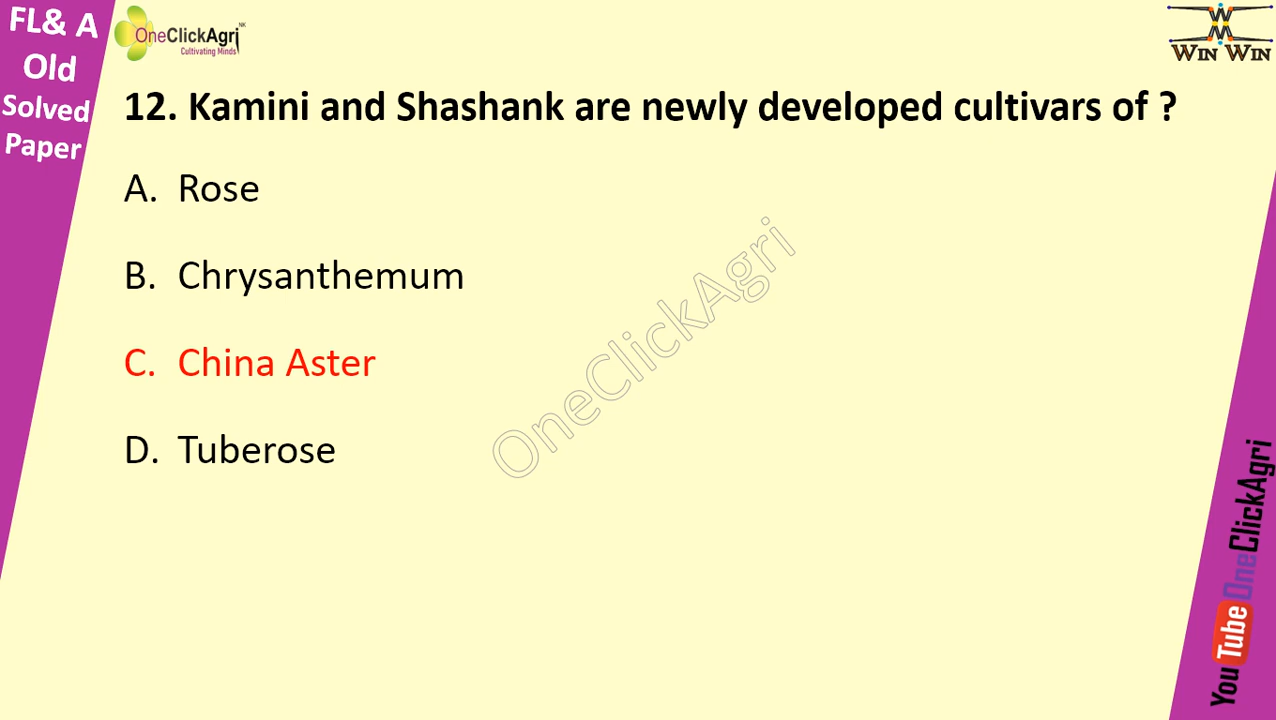 FL& A
Old
Solved
Paper
OneClickAgri
NK
Cultivating Minds
WIN WIN
12. Kamini and Shashank are newly developed cultivars of ?
A. Rose
B. Chrysanthemum
C. China Aster
D. Tuberose
OneClickAgri
YouTube OneClickAgri